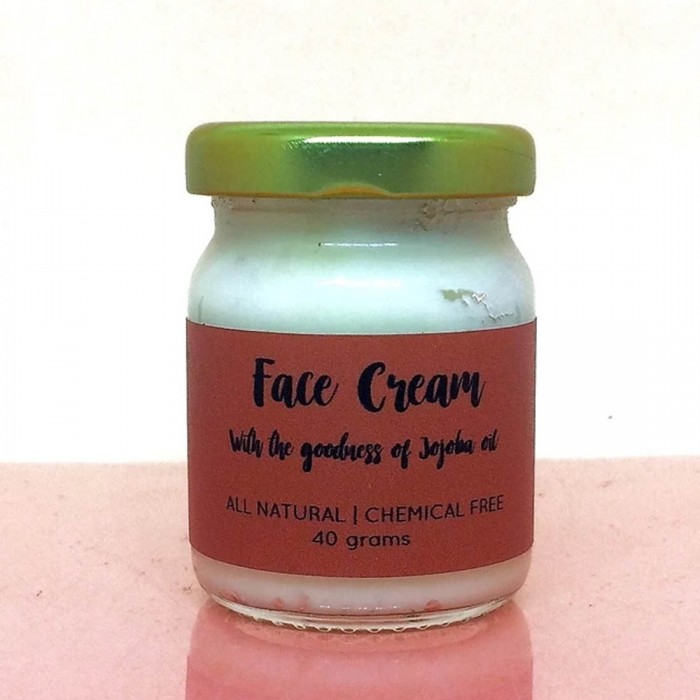 Face Cream
With the goodness of Jojoba oil
ALL NATURAL | CHEMICAL FREE
40 grams